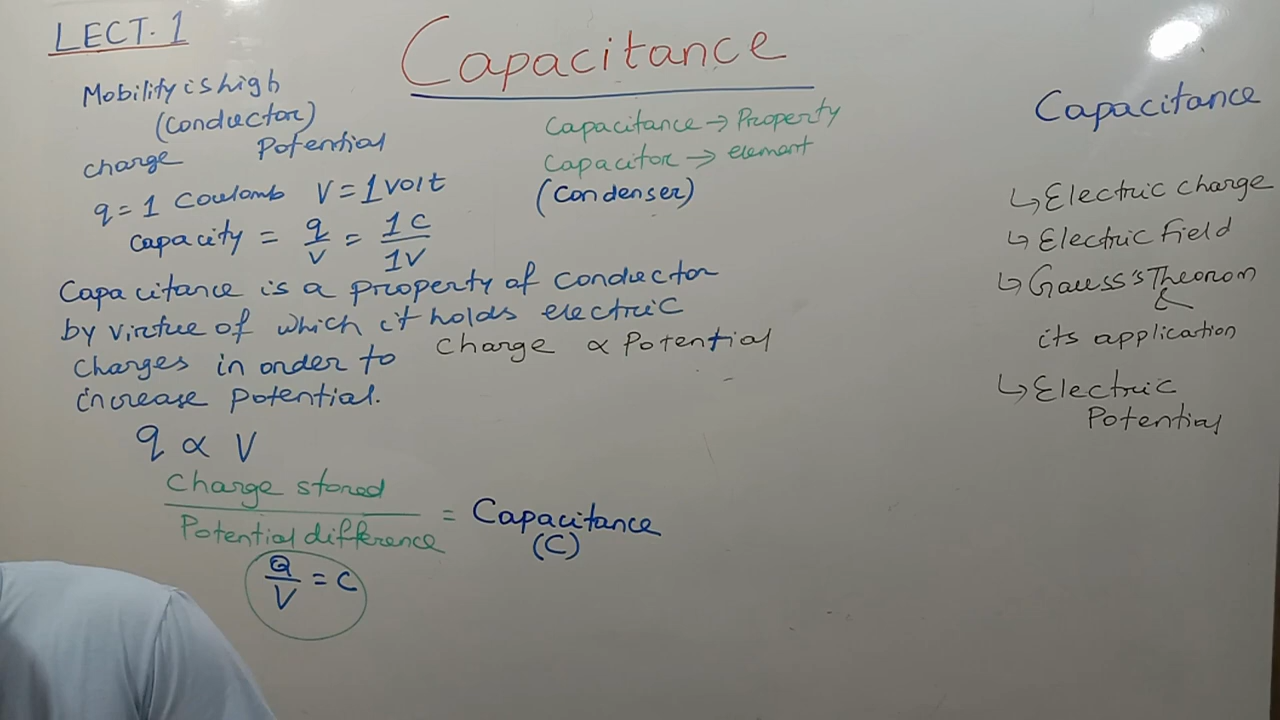 LECT. 1
Capacitance
Mobility is high
(Conductor)
charge Potential
q = 1 Coulomb V = 1 volt
Capacity = q/v = 1C/1V
Capacitance → Property
Capacitor → element
(Condenser)
Capacitance is a property of conductor
by virtue of which it holds electric
charges in order to
increase potential.
Charge ∝ Potential
q ∝ V
Charge stored
Potential difference
= Capacitance
(C)
Q/V = C
Capacitance
↳ Electric charge
↳ Electric Field
↳ Gauss's Theorom
&
its application
↳ Electric
Potential